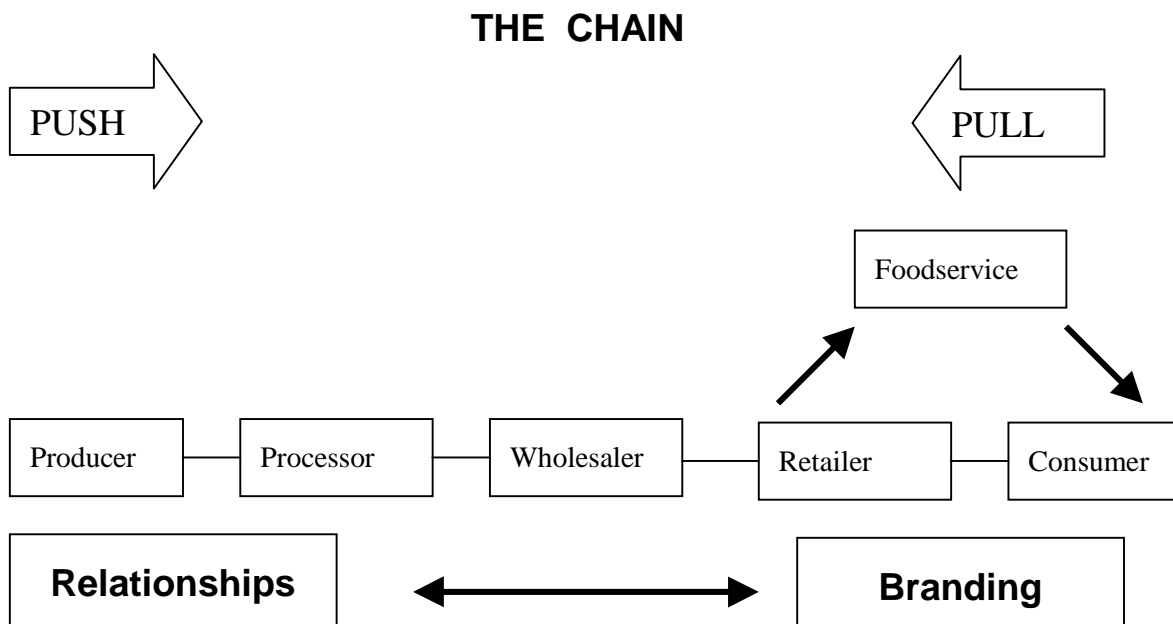 THE CHAIN
PUSH
PULL
Foodservice
Producer
Processor
Wholesaler
Retailer
Consumer
Relationships
Branding